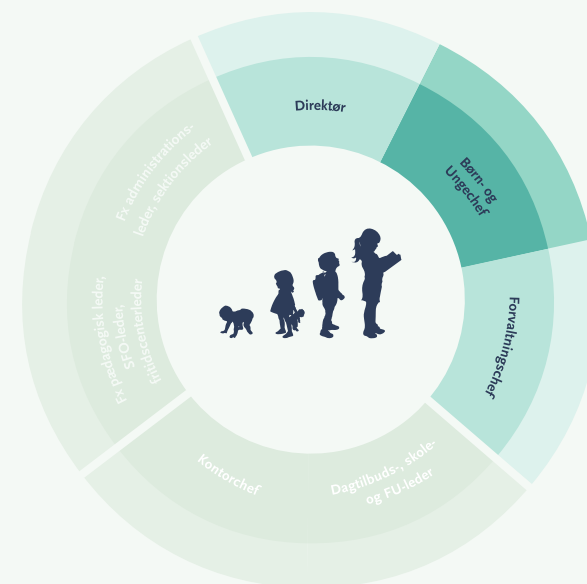 Direktør
Børn- og
Ungechef
Forvaltningschef
Dagtilbuds-, skole-
og FU-leder
Kontorchef
Fx pædagogisk leder,
SFO-leder,
fritidscenterleder
Fx administrations-
leder, sektionsleder